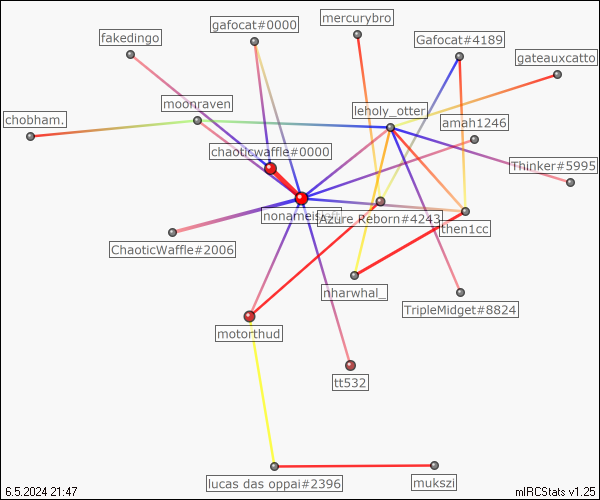 mercurybro
gafocat#0000
fakedingo
Gafocat#4189
gateauxcatto
moonraven
leholy_otter
chobham.
amah1246
chaoticwaffle#0000
Thinker#5995
Azure Reborn#4243
then1cc
ChaoticWaffle#2006
nharwhal_
TripleMidget#8824
motorthud
tt532
lucas das oppai#2396
mukszi
6.5.2024 21:47
mIRCStats v1.25